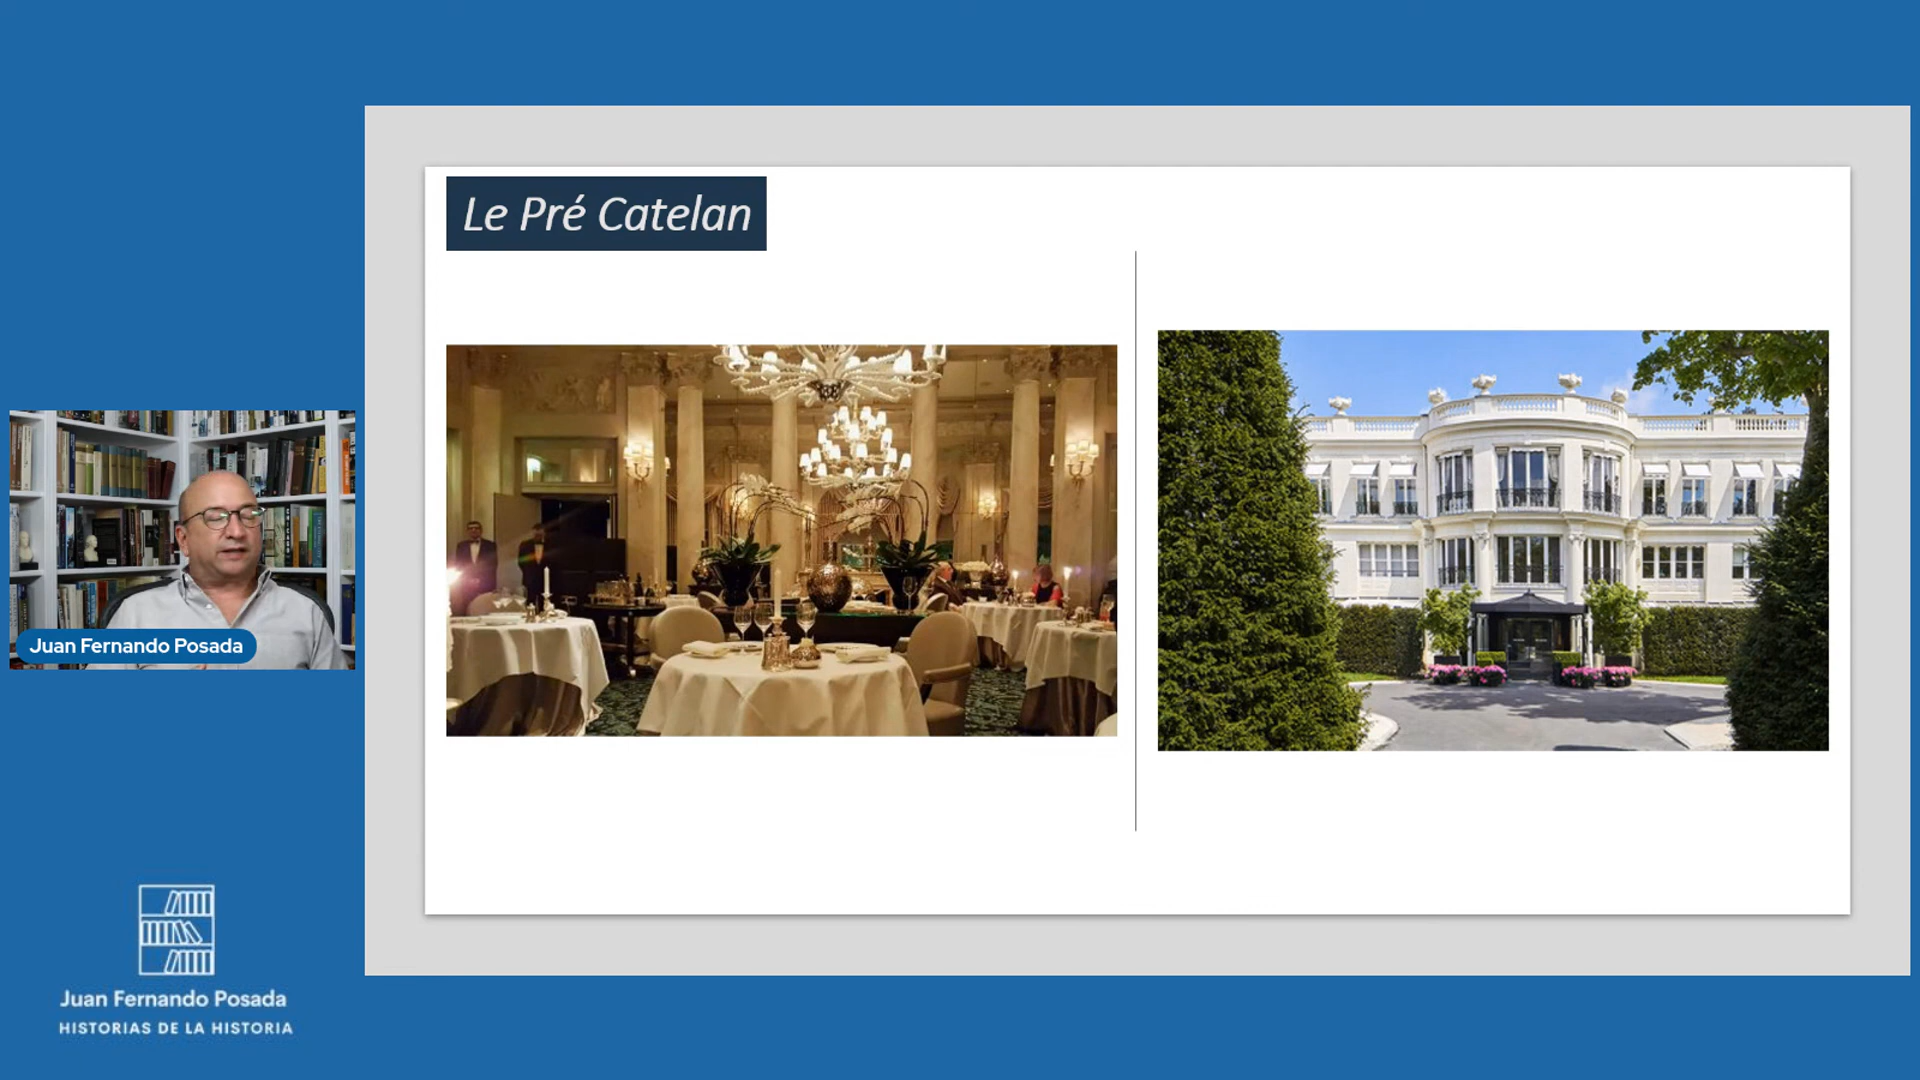 Le Pré Catelan
Juan Fernando Posada
Juan Fernando Posada
HISTORIAS DE LA HISTORIA